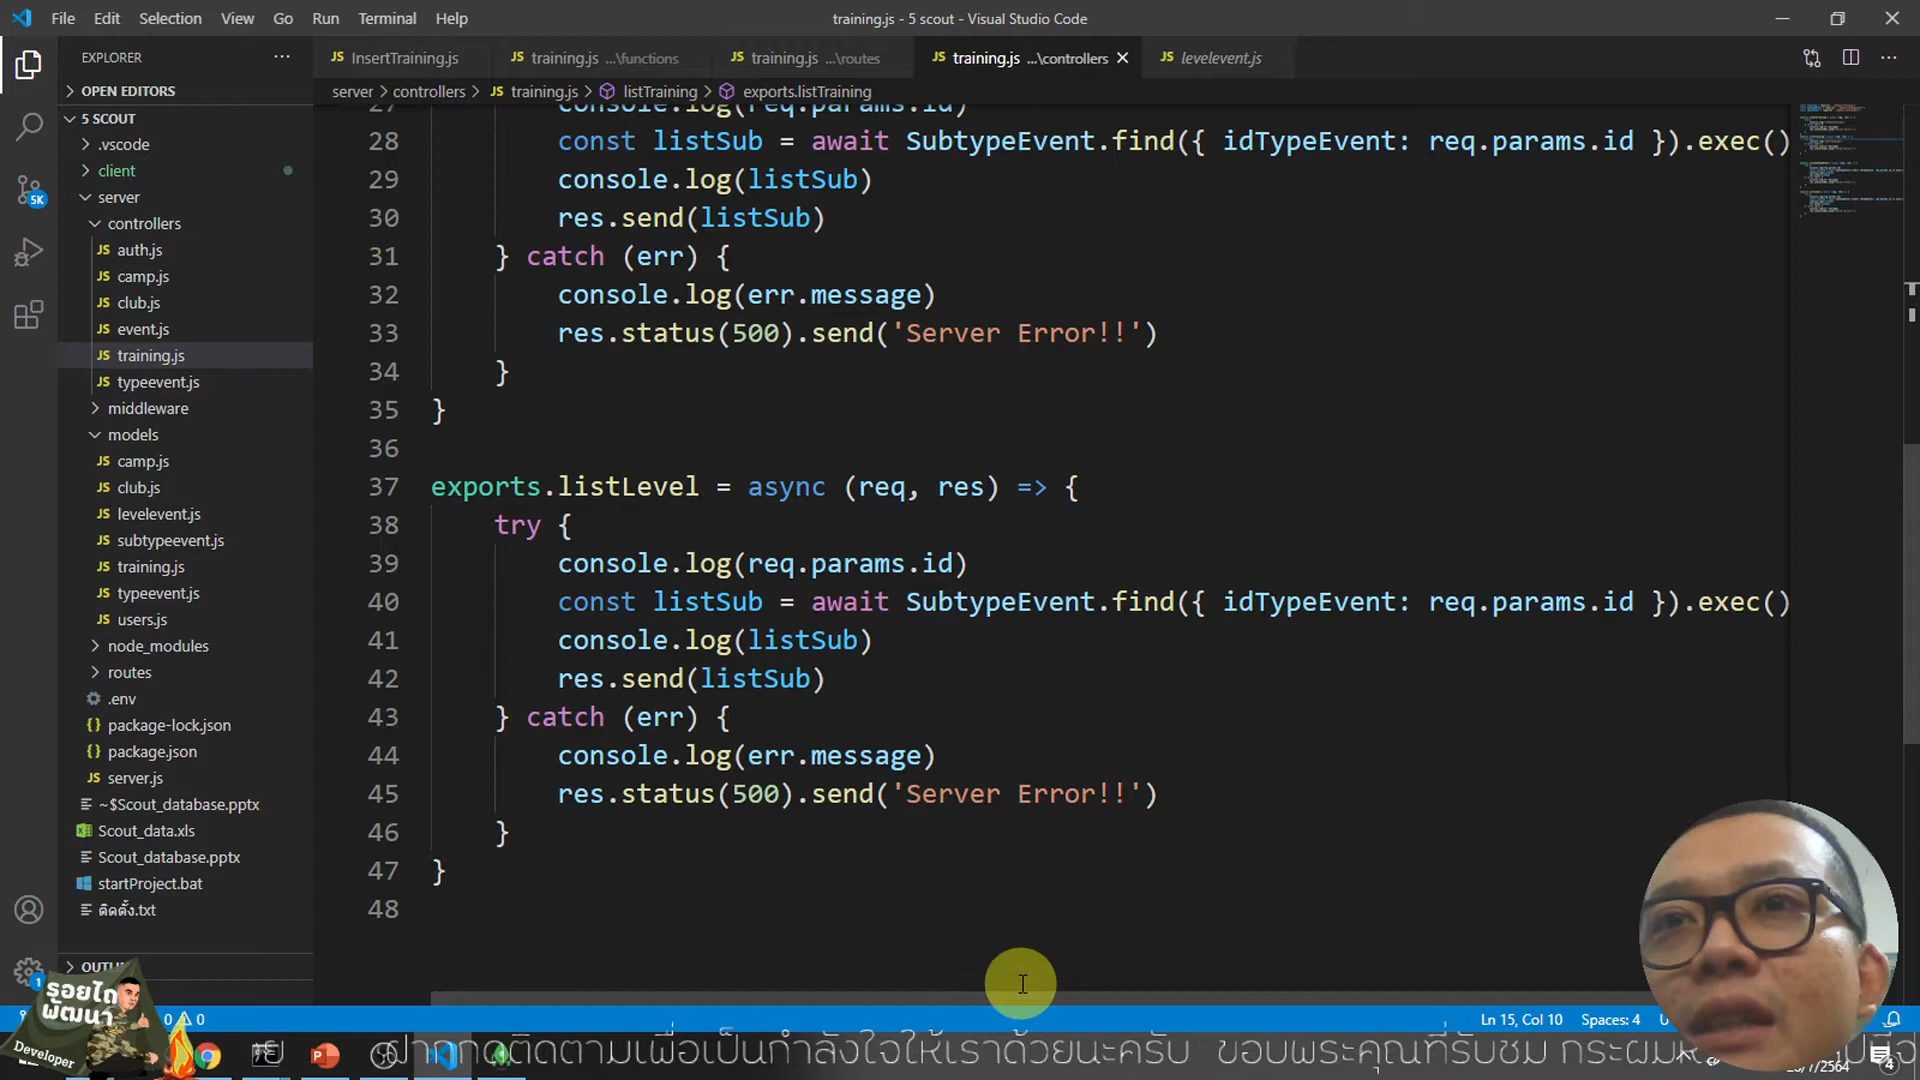 File Edit Selection View Go Run Terminal Help
training.js - 5 scout - Visual Studio Code
EXPLORER
InsertTraining.js
training.js ...\functions
training.js ...\routes
training.js ...\controllers
levelevent.js
OPEN EDITORS
server > controllers > JS training.js > listTraining > exports.listTraining
5 SCOUT
.vscode
client
server
controllers
JS auth.js
JS camp.js
JS club.js
JS event.js
JS training.js
JS typeevent.js
middleware
models
JS camp.js
JS club.js
JS levelevent.js
JS subtypeevent.js
JS training.js
JS typeevent.js
JS users.js
node_modules
routes
.env
{} package-lock.json
{} package.json
JS server.js
~$Scout_database.pptx
Scout_data.xls
Scout_database.pptx
startProject.bat
ติดตั้ง.txt
5K
1
27 console.log(req.params.id)
28 const listSub = await SubtypeEvent.find({ idTypeEvent: req.params.id }).exec()
29 console.log(listSub)
30 res.send(listSub)
31 } catch (err) {
32 console.log(err.message)
33 res.status(500).send('Server Error!!')
34 }
35 }
36
37 exports.listLevel = async (req, res) => {
38 try {
39 console.log(req.params.id)
40 const listSub = await SubtypeEvent.find({ idTypeEvent: req.params.id }).exec()
41 console.log(listSub)
42 res.send(listSub)
43 } catch (err) {
44 console.log(err.message)
45 res.status(500).send('Server Error!!')
46 }
47 }
48
รอยไถ
พัฒนา
Developer
0 0
Ln 15, Col 10 Spaces: 4
ฝากกดติดตามเพื่อเป็นกำลังใจให้เราด้วยนะครับ ขอบพระคุณที่รับชม กระผม
4